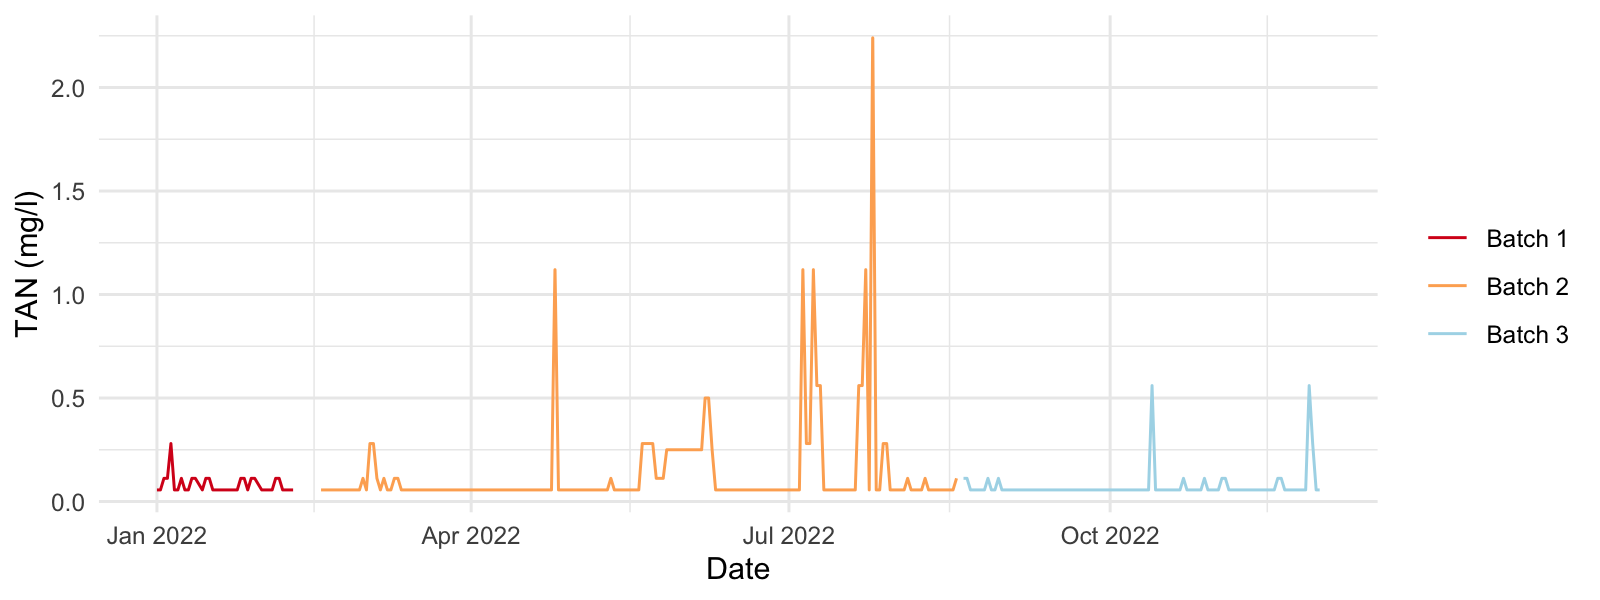 TAN (mg/l)
2.0
1.5
1.0
0.5
0.0
Jan 2022
Apr 2022
Jul 2022
Oct 2022
Date
Batch 1
Batch 2
Batch 3